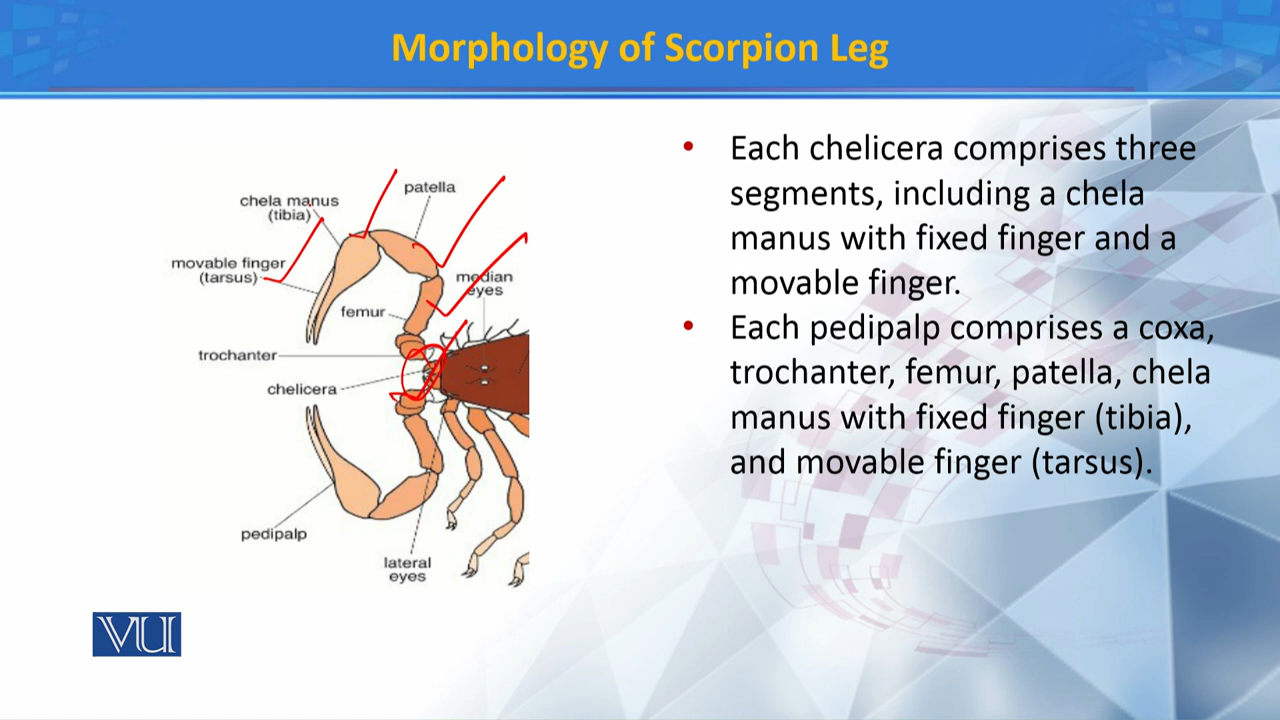 Morphology of Scorpion Leg
patella
chela manus
(tibia)
movable finger
(tarsus)
median
eyes
femur
trochanter
chelicera
pedipalp
lateral
eyes
• Each chelicera comprises three
segments, including a chela
manus with fixed finger and a
movable finger.
• Each pedipalp comprises a coxa,
trochanter, femur, patella, chela
manus with fixed finger (tibia),
and movable finger (tarsus).
VU